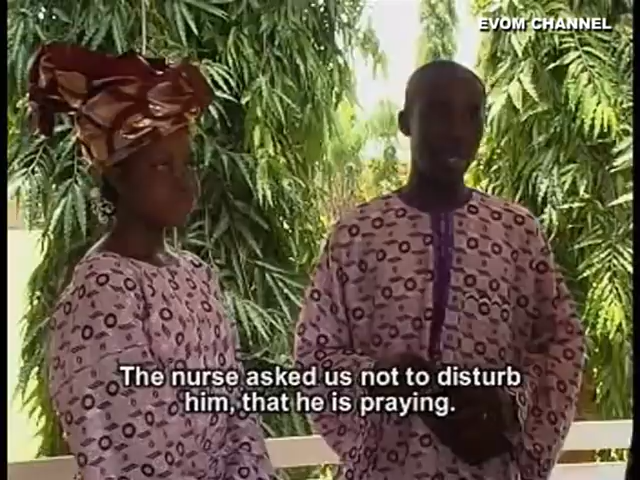 EVOM CHANNEL
The nurse asked us not to disturb
him, that he is praying.